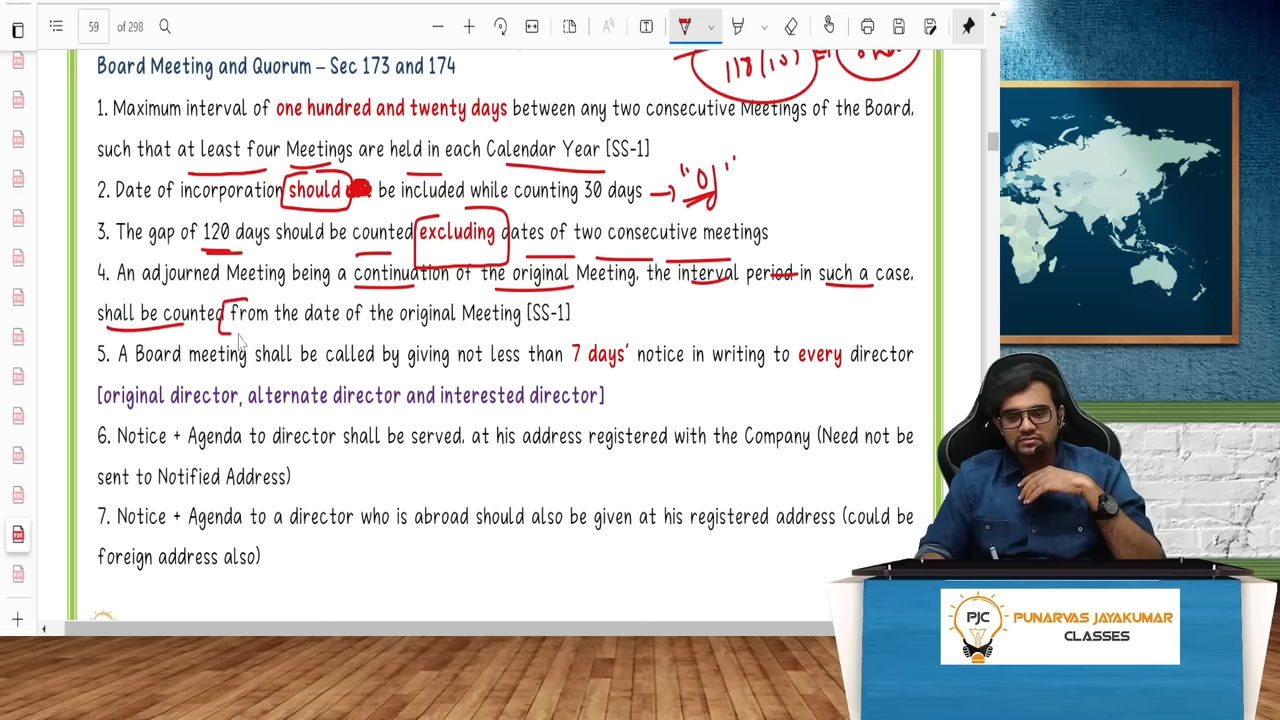 59
of 298
118(10)
Board Meeting and Quorum – Sec 173 and 174
1. Maximum interval of one hundred and twenty days between any two consecutive Meetings of the Board,
such that at least four Meetings are held in each Calendar Year [SS-1]
2. Date of incorporation should be included while counting 30 days
3. The gap of 120 days should be counted excluding dates of two consecutive meetings
4. An adjourned Meeting being a continuation of the original Meeting, the interval period in such a case,
shall be counted from the date of the original Meeting [SS-1]
5. A Board meeting shall be called by giving not less than 7 days' notice in writing to every director
[original director, alternate director and interested director]
6. Notice + Agenda to director shall be served, at his address registered with the Company (Need not be
sent to Notified Address)
7. Notice + Agenda to a director who is abroad should also be given at his registered address (could be
foreign address also)
PJC
PUNARVAS JAYAKUMAR
CLASSES